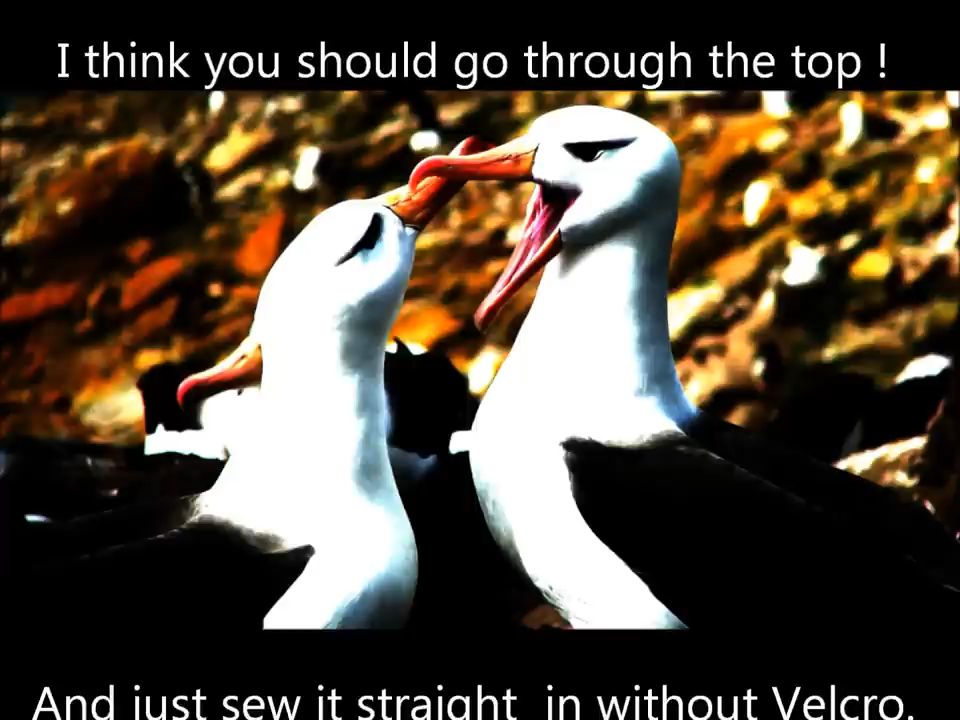 I think you should go through the top !
And just sew it straight  in without Velcro.